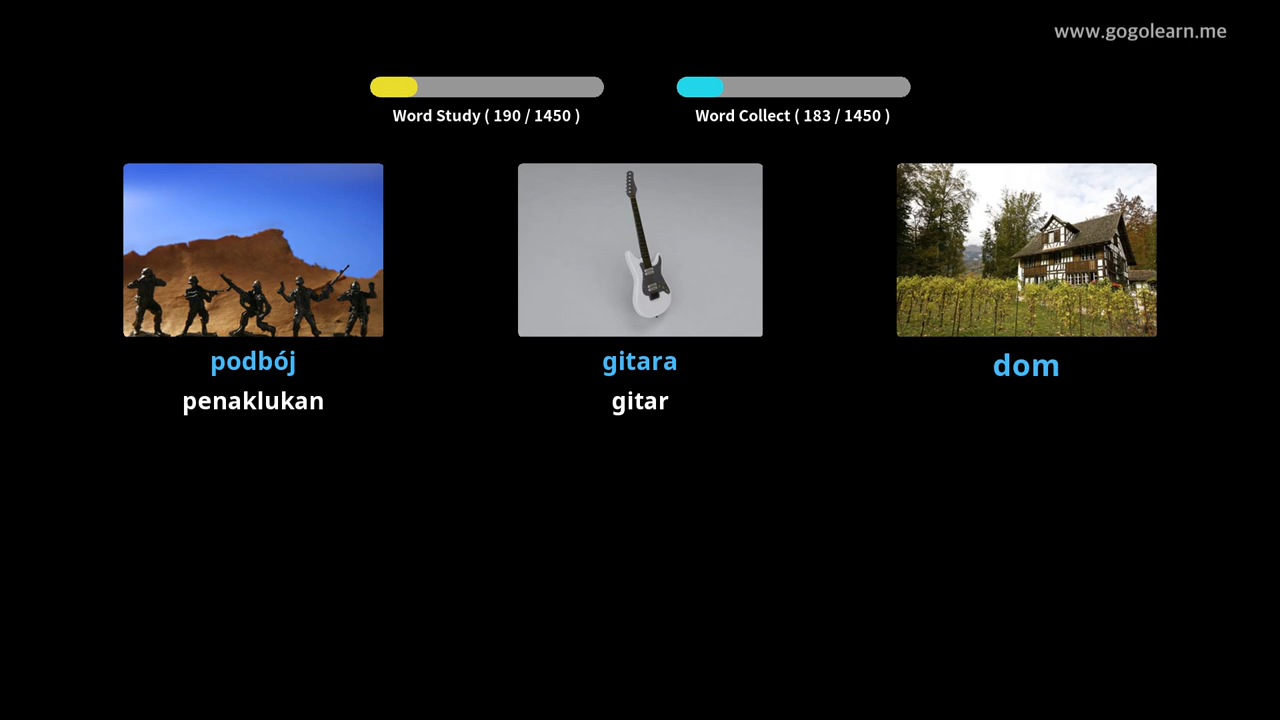 www.gogolearn.me
Word Study ( 190 / 1450 )
Word Collect ( 183 / 1450 )
podbój
penaklukan
gitara
gitar
dom